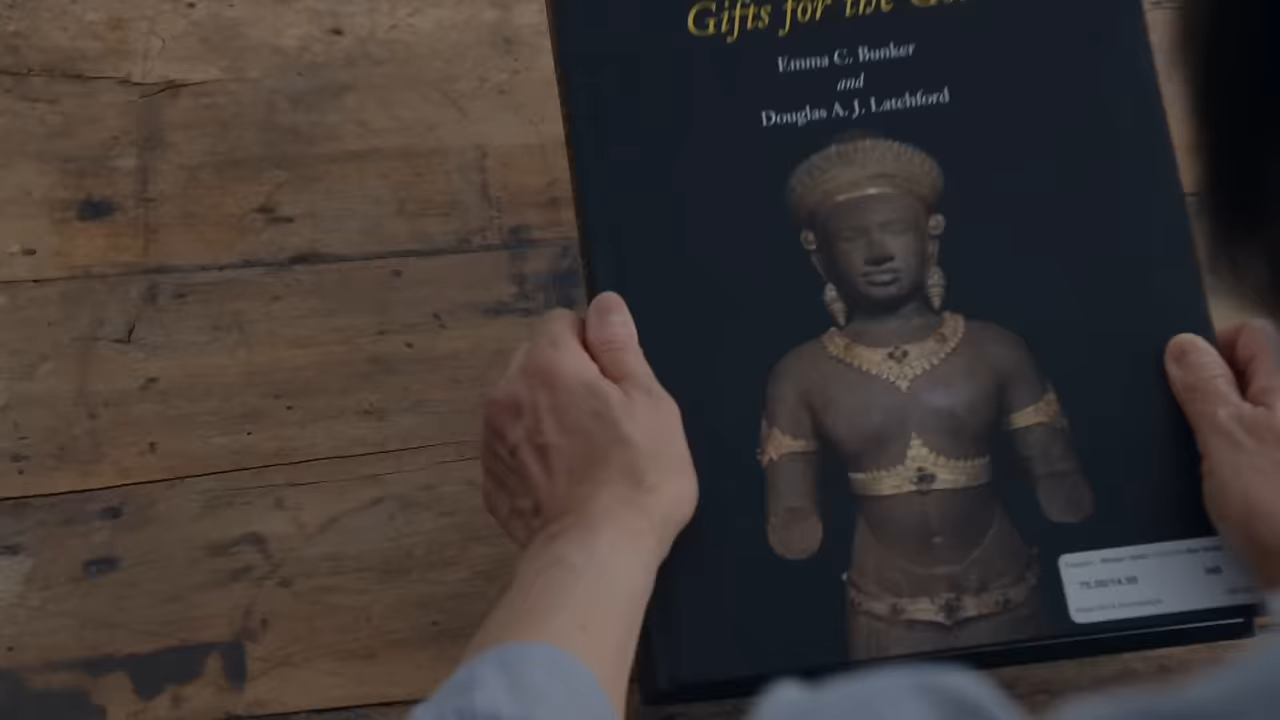 Gifts for the
Emma C. Bunker
and
Douglas A. J. Latchford